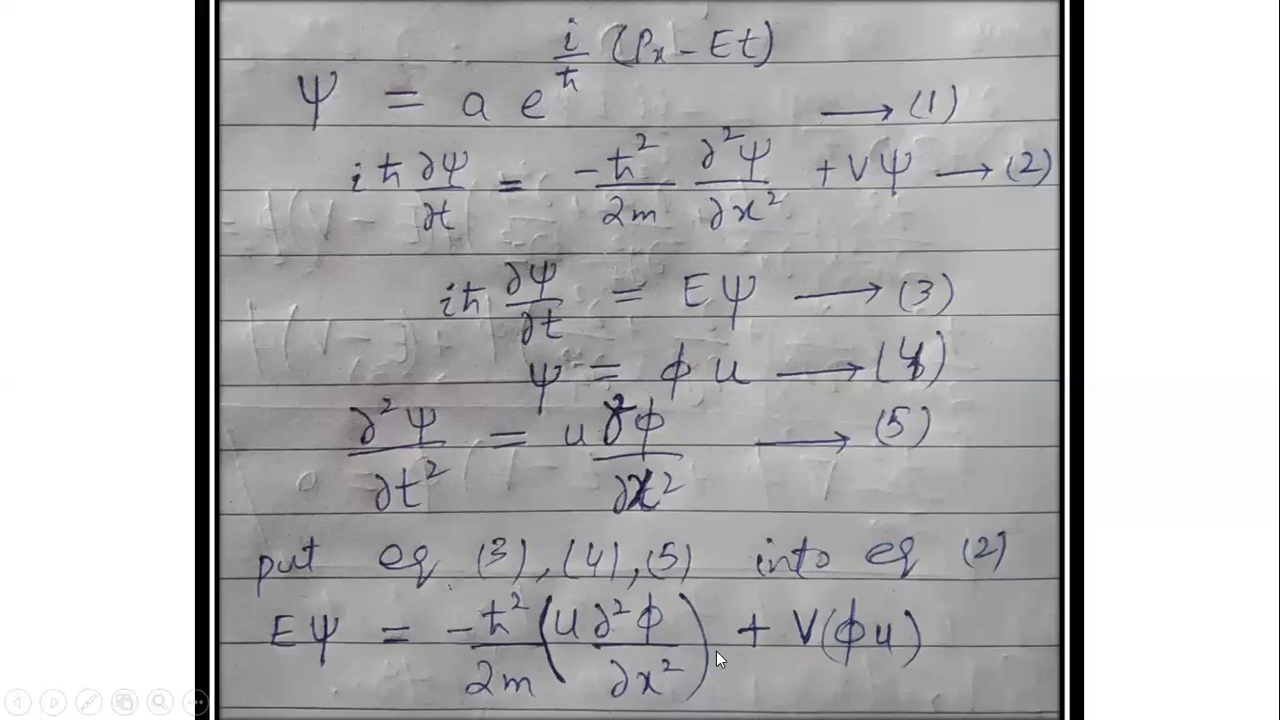 ψ = a e^{i/ħ (Px − Et)} → (1)
iħ ∂ψ/∂t = −ħ²/2m ∂²ψ/∂x² + Vψ → (2)
iħ ∂ψ/∂t = Eψ → (3)
ψ = ϕ u → (4)
∂²ψ/∂t² = u ∂²ϕ/∂x² → (5)
put eq (3), (4), (5) into eq (2)
Eψ = −ħ²/2m (u ∂²ϕ/∂x²) + V(ϕu)